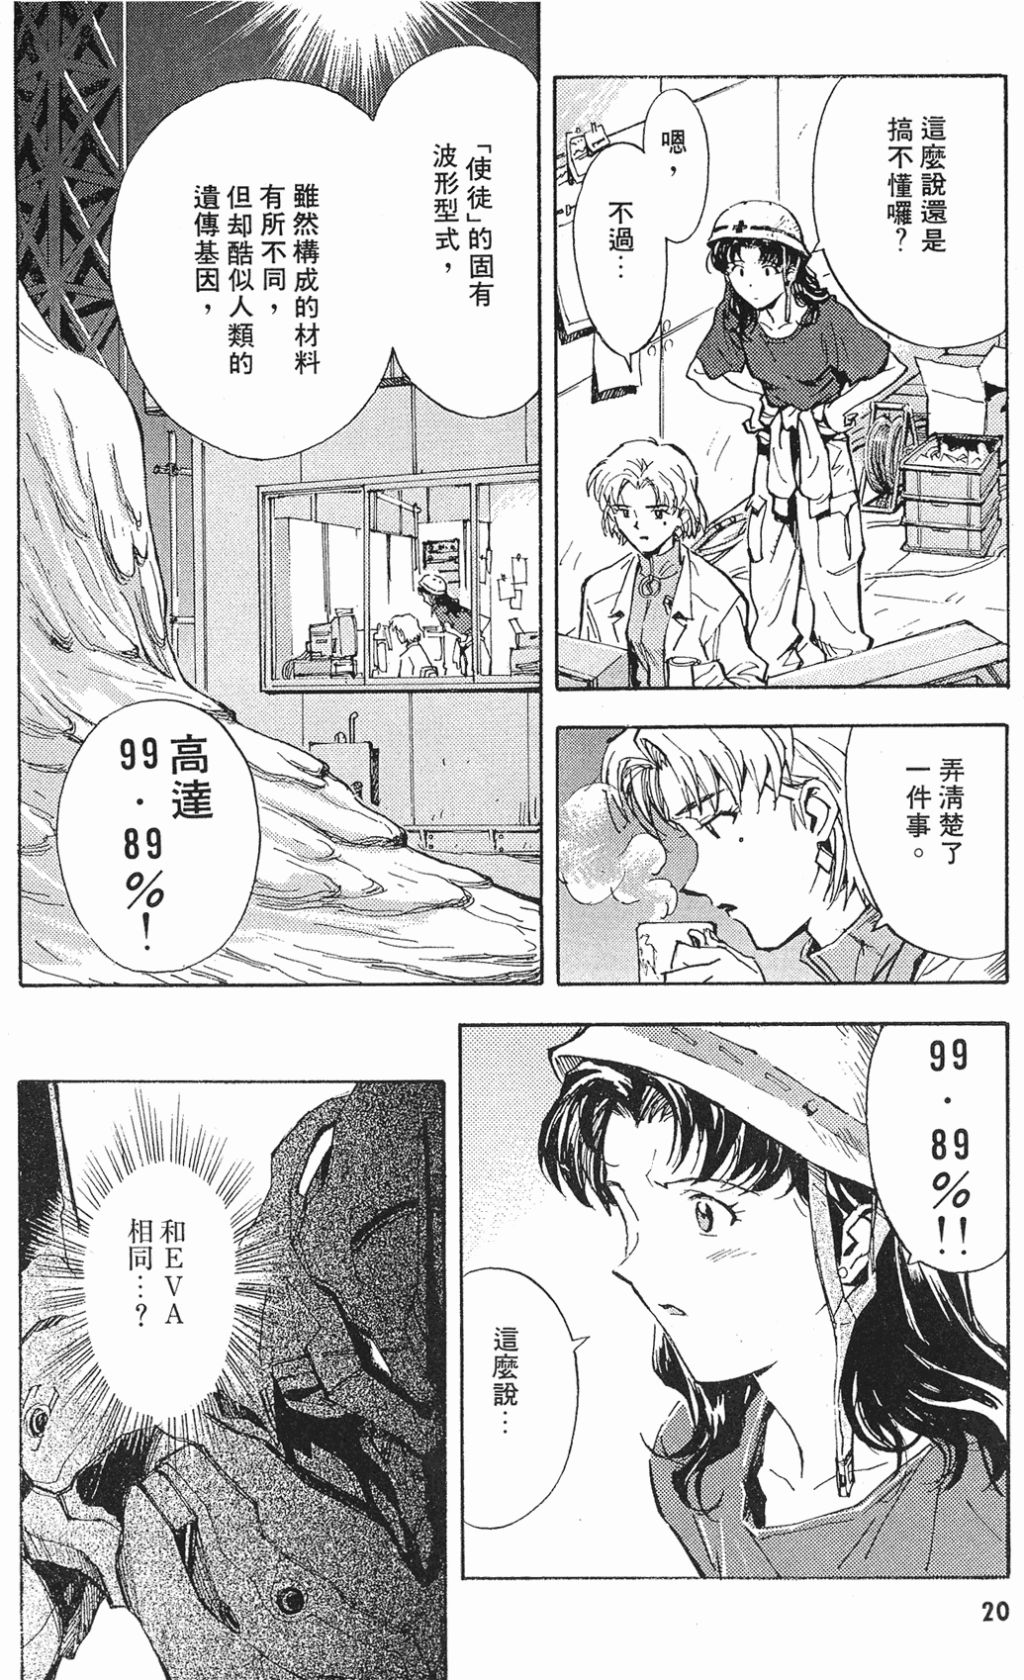 這麼說還是
搞不懂囉？
嗯，
不過…
弄清楚了
一件事。
「使徒」的固有
波形型式，
雖然構成的材料
有所不同，
但却酷似人類的
遺傳基因，
高達
99．89％！
99．89％！！
這麼說…
和EVA
相同…？
20